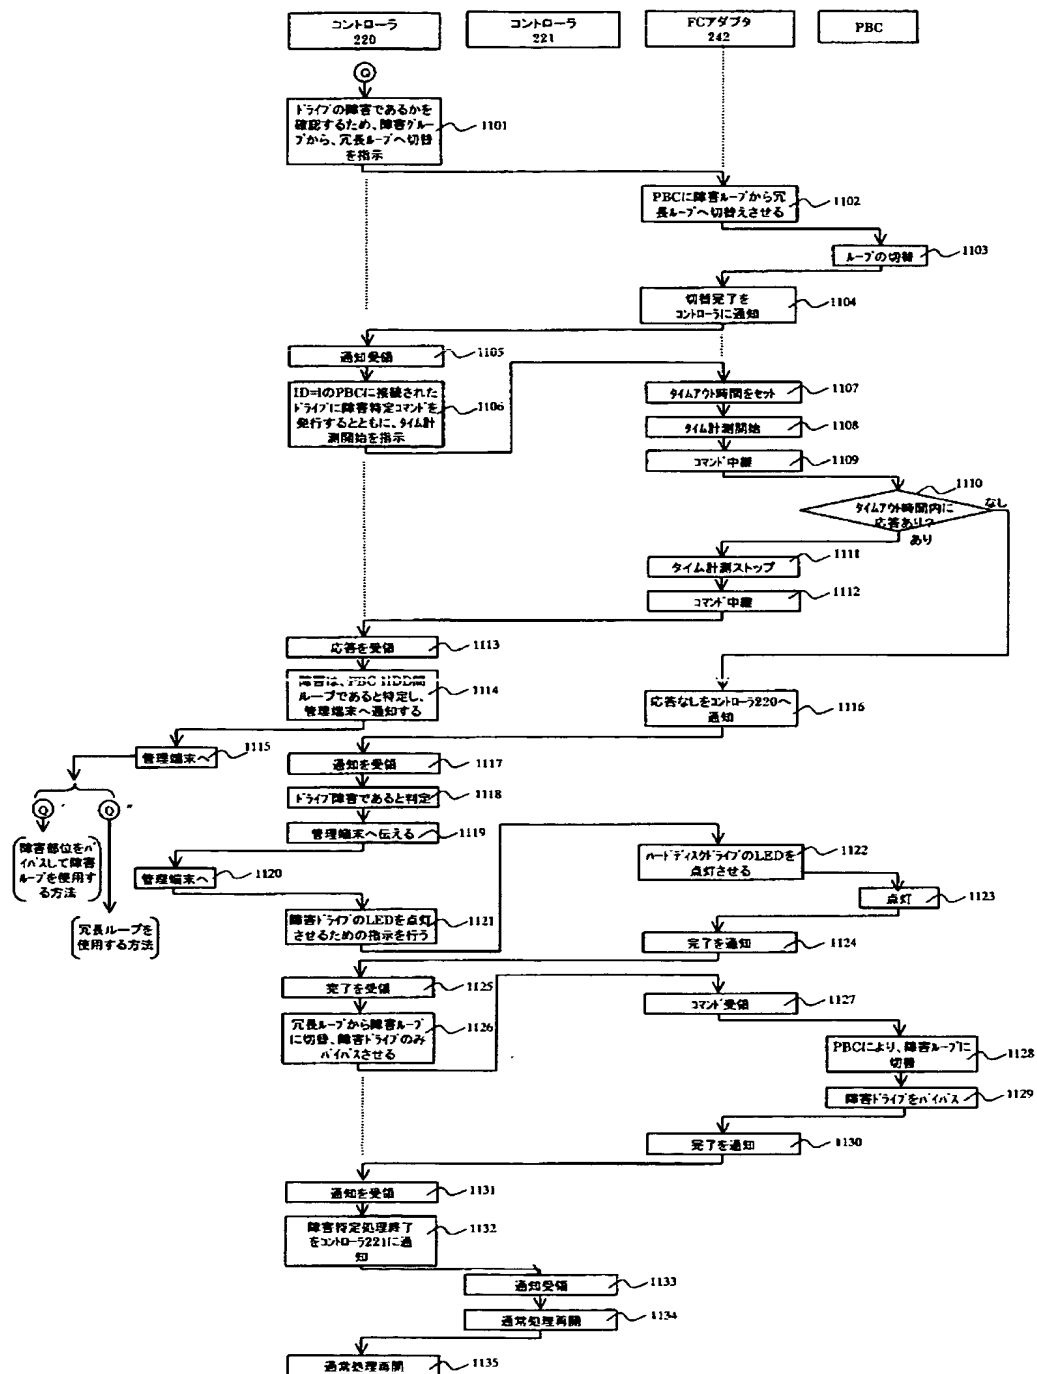 コントローラ
220
コントローラ
221
FCアダプタ
242
PBC
Q
ドライブの障害であるかを
確認するため、障害グルー
プから、冗長ループへ切替
を指示
1101
PBCに障害ループから冗
長ループへ切替えさせる
1102
ループの切替
1103
切替完了を
コントローラに通知
1104
通知受領
1105
ID=1のPBCに接続された
ドライブに障害特定コマンドを
発行するとともに、タイム計
測開始を指示
1106
タイムアウト時間をセット
1107
タイム計測開始
1108
コマンド中継
1109
タイムアウト時間内に
応答あり?
1110
なし
あり
タイム計測ストップ
1111
コマンド中継
1112
応答を受領
1113
障害は、PBC-HDD間
ループであると特定し、
管理端末へ通知する
1114
管理端末へ
1115
応答なしをコントローラ220へ
通知
1116
通知を受領
1117
ドライブ障害であると判定
1118
管理端末へ伝える
1119
管理端末へ
1120
Q '
Q "
障害部位をバ
イパスして障害
ループを使用す
る方法
冗長ループを
使用する方法
障害ドライブのLEDを点灯
させるための指示を行う
1121
ハードディスクドライブのLEDを
点灯させる
1122
点灯
1123
完了を通知
1124
完了を受領
1125
冗長ループから障害ループ
に切替、障害ドライブのみ
バイパスさせる
1126
コマンド受領
1127
PBCにより、障害ループに
切替
1128
障害ドライブをバイパス
1129
完了を通知
1130
通知を受領
1131
障害特定処理終了
をコントローラ221に通
知
1132
通知受領
1133
通常処理再開
1134
通常処理再開
1135